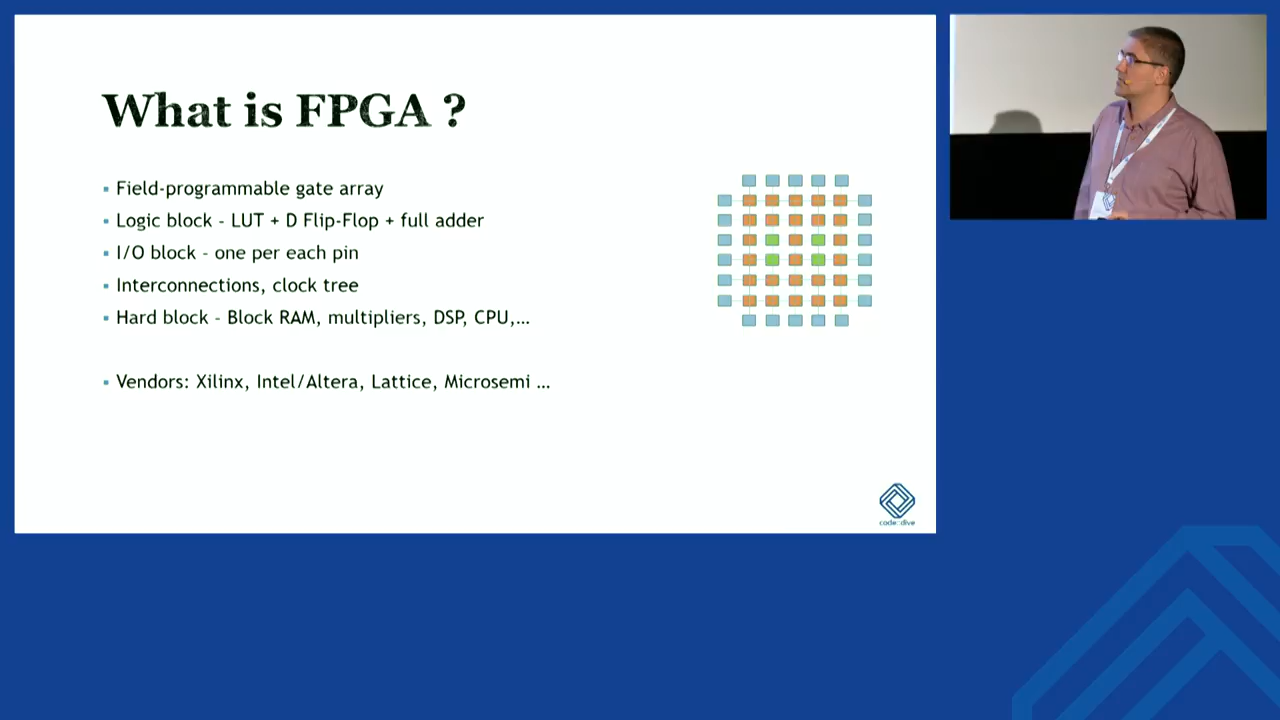 What is FPGA ?
Field-programmable gate array
Logic block - LUT + D Flip-Flop + full adder
I/O block - one per each pin
Interconnections, clock tree
Hard block - Block RAM, multipliers, DSP, CPU,...
Vendors: Xilinx, Intel/Altera, Lattice, Microsemi ...
code::dive